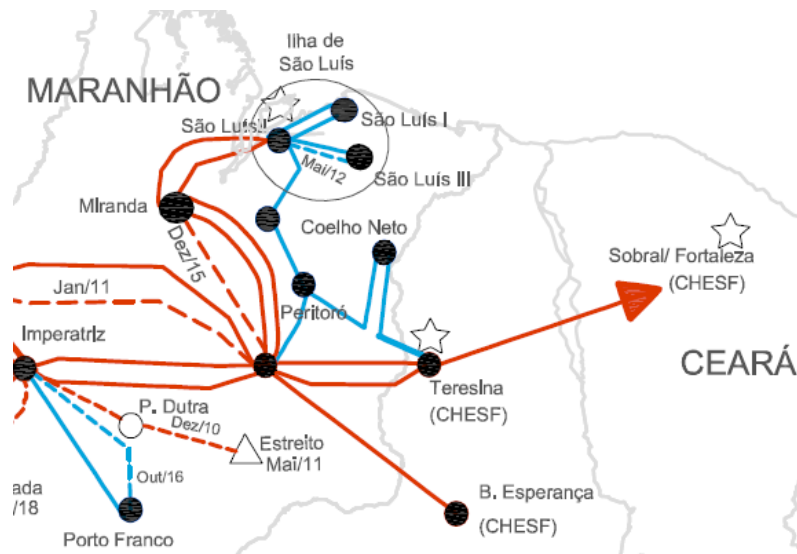 Ilha de
São Luís
MARANHÃO
São Luís II
São Luís I
Mai/12
São Luís III
Miranda
Coelho Neto
Dez/15
Sobral/ Fortaleza
(CHESF)
Jan/11
Peritoró
Imperatriz
CEARÁ
Teresina
(CHESF)
P. Dutra
Dez/10
Estreito
Mai/11
Out/16
ada
/18
B. Esperança
(CHESF)
Porto Franco